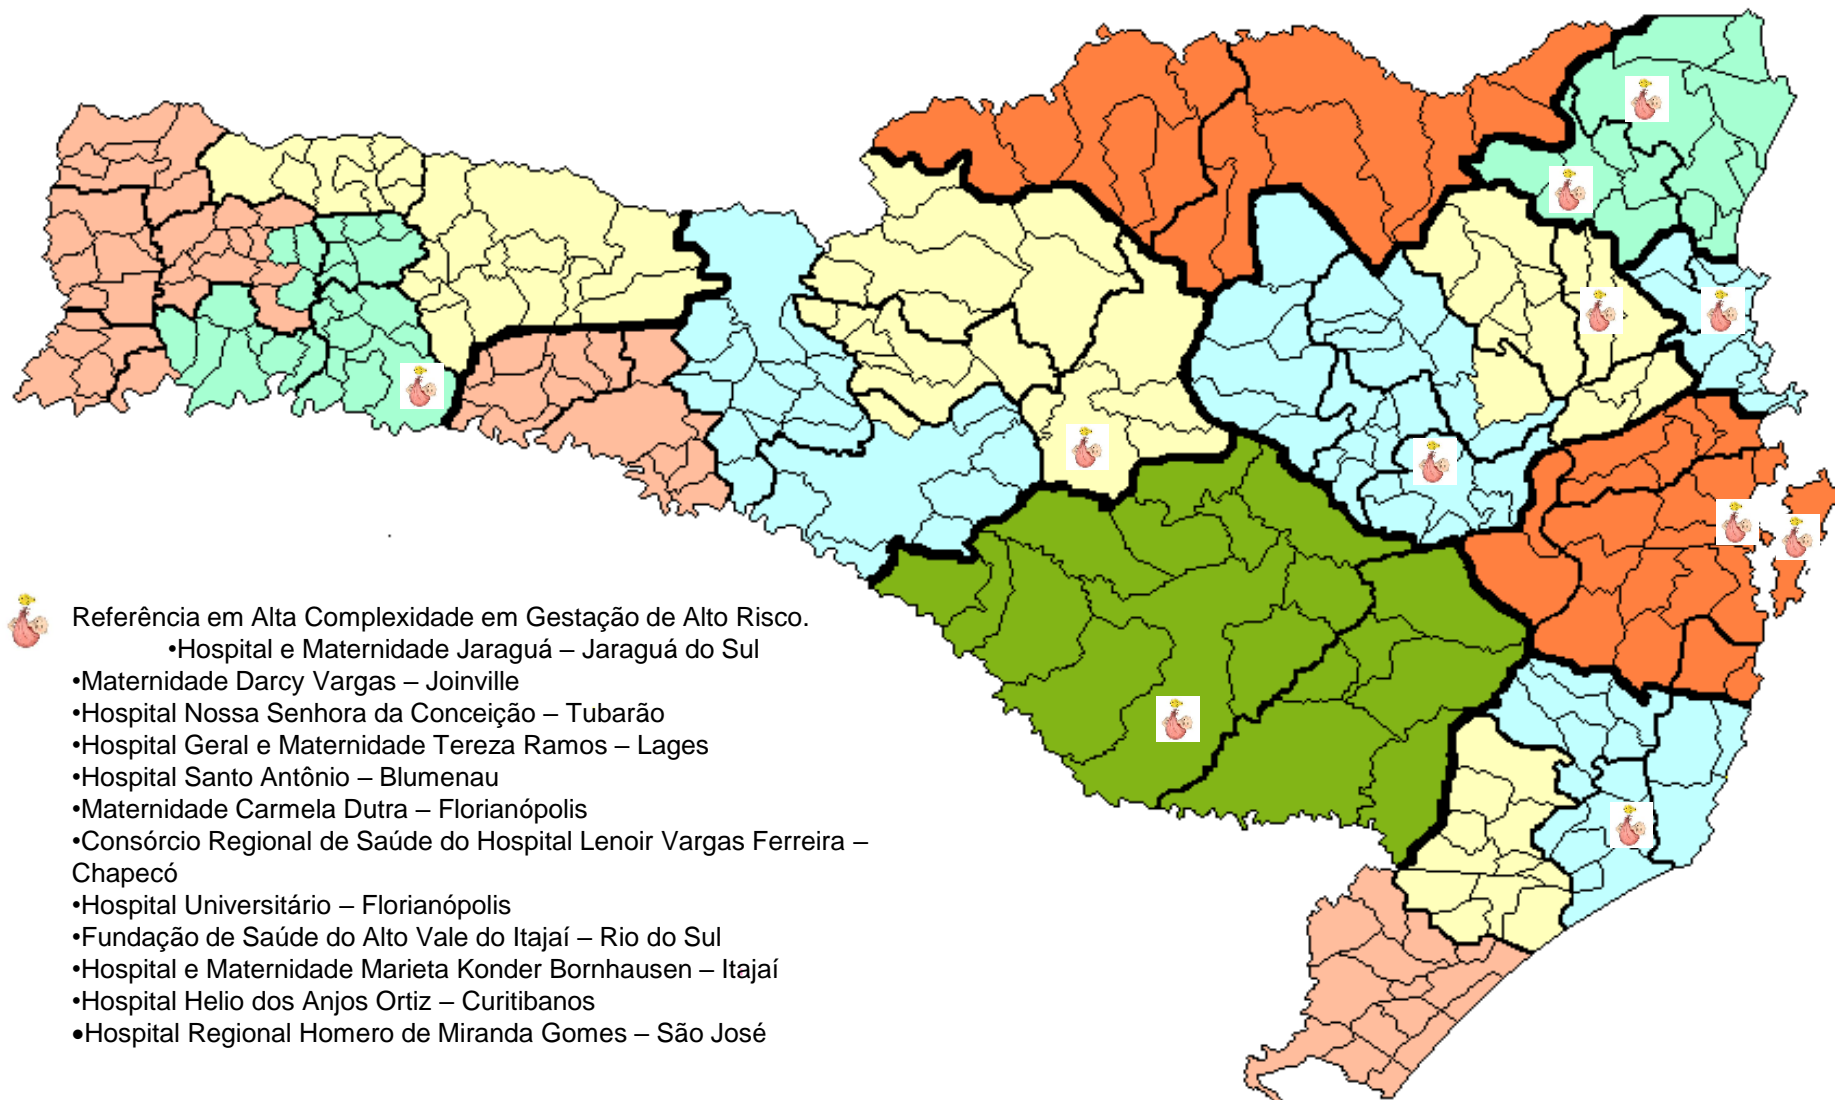 Referência em Alta Complexidade em Gestação de Alto Risco.
•Hospital e Maternidade Jaraguá – Jaraguá do Sul
•Maternidade Darcy Vargas – Joinville
•Hospital Nossa Senhora da Conceição – Tubarão
•Hospital Geral e Maternidade Tereza Ramos – Lages
•Hospital Santo Antônio – Blumenau
•Maternidade Carmela Dutra – Florianópolis
•Consórcio Regional de Saúde do Hospital Lenoir Vargas Ferreira –
Chapecó
•Hospital Universitário – Florianópolis
•Fundação de Saúde do Alto Vale do Itajaí – Rio do Sul
•Hospital e Maternidade Marieta Konder Bornhausen – Itajaí
•Hospital Helio dos Anjos Ortiz – Curitibanos
•Hospital Regional Homero de Miranda Gomes – São José